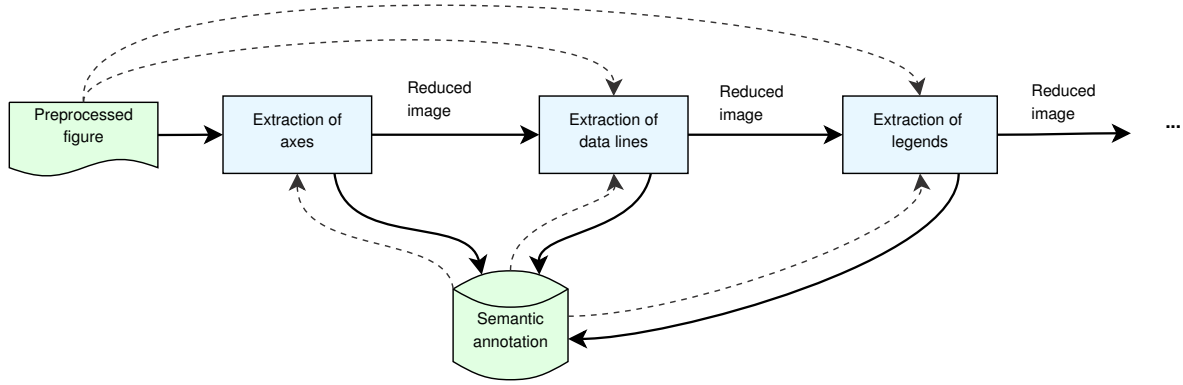 Preprocessed
figure
Extraction of
axes
Reduced
image
Extraction of
data lines
Reduced
image
Extraction of
legends
Reduced
image
...
Semantic
annotation